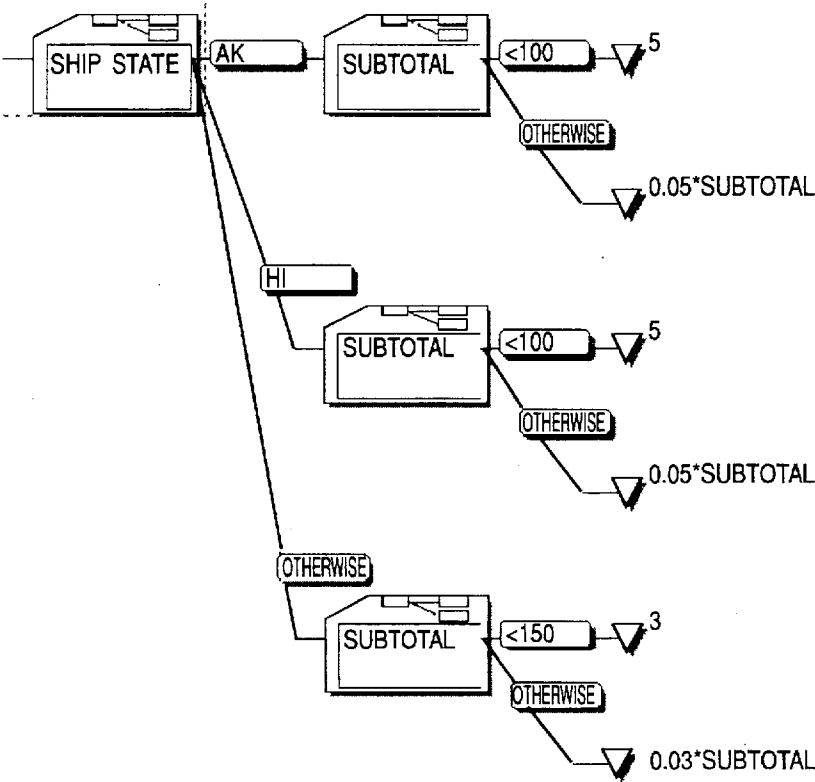 SHIP STATE
AK
SUBTOTAL
<100
5
OTHERWISE
0.05*SUBTOTAL
HI
SUBTOTAL
<100
5
OTHERWISE
0.05*SUBTOTAL
OTHERWISE
SUBTOTAL
<150
3
OTHERWISE
0.03*SUBTOTAL